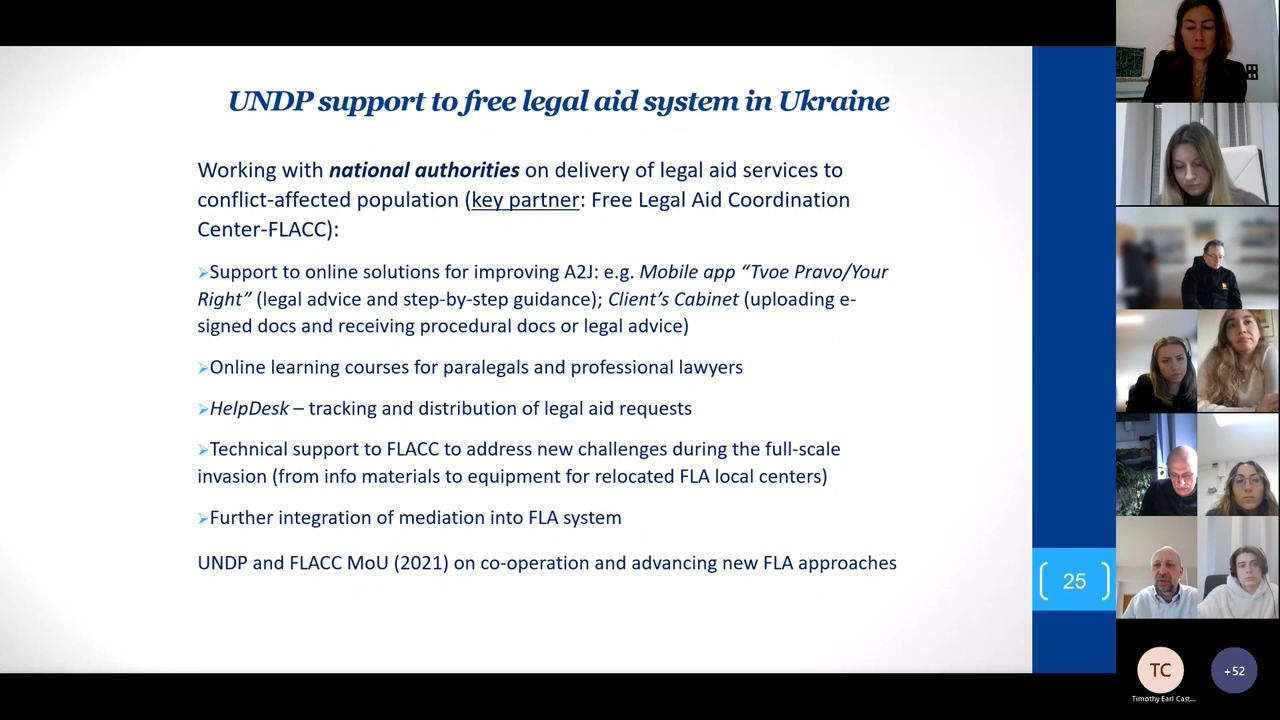 UNDP support to free legal aid system in Ukraine
Working with national authorities on delivery of legal aid services to
conflict-affected population (key partner: Free Legal Aid Coordination
Center-FLACC):
➢Support to online solutions for improving A2J: e.g. Mobile app “Tvoe Pravo/Your
Right” (legal advice and step-by-step guidance); Client’s Cabinet (uploading e-
signed docs and receiving procedural docs or legal advice)
➢Online learning courses for paralegals and professional lawyers
➢HelpDesk – tracking and distribution of legal aid requests
➢Technical support to FLACC to address new challenges during the full-scale
invasion (from info materials to equipment for relocated FLA local centers)
➢Further integration of mediation into FLA system
UNDP and FLACC MoU (2021) on co-operation and advancing new FLA approaches
25
TC
+52
Timothy Earl Cast...